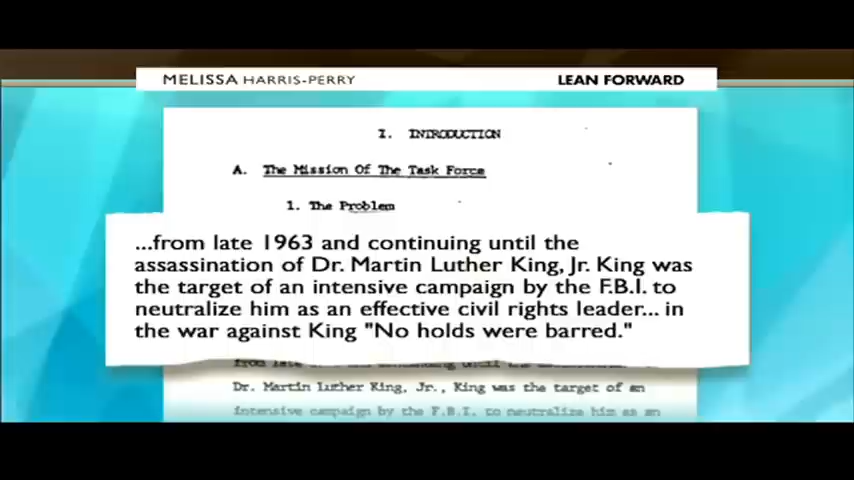 MELISSA HARRIS-PERRY
LEAN FORWARD
I. INTRODUCTION
A. The Mission Of The Task Force
1. The Problem
...from late 1963 and continuing until the
assassination of Dr. Martin Luther King, Jr. King was
the target of an intensive campaign by the F.B.I. to
neutralize him as an effective civil rights leader... in
the war against King "No holds were barred."
from late
Dr. Martin Luther King, Jr., King was the target of an
intensive campaign by the F.B.I. to neutralize him as an